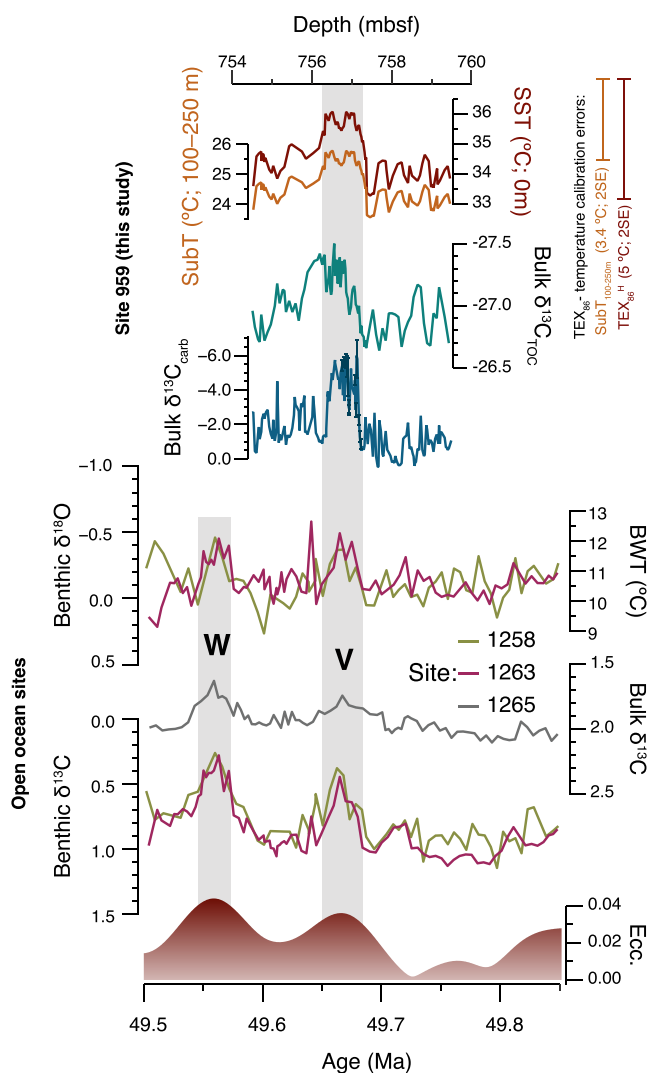 Depth (mbsf)
754 756 758 760
Site 959 (this study)
SubT (ºC; 100–250 m)
26
25
24
SST (ºC; 0m)
36
35
34
33
TEX86- temperature calibration errors:
SubT100-250m (3.4 ºC; 2SE)
TEX86H (5 ºC; 2SE)
Bulk δ13CTOC
-27.5
-27.0
-26.5
Bulk δ13Ccarb
-6.0
-4.0
-2.0
0.0
Open ocean sites
Benthic δ18O
−1.0
−0.5
0.0
0.5
BWT (ºC)
13
12
11
10
9
W V
Site:
1258
1263
1265
Bulk δ13C
1.5
2.0
2.5
Benthic δ13C
0.0
0.5
1.0
1.5
Ecc.
0.04
0.02
0.00
49.5 49.6 49.7 49.8
Age (Ma)